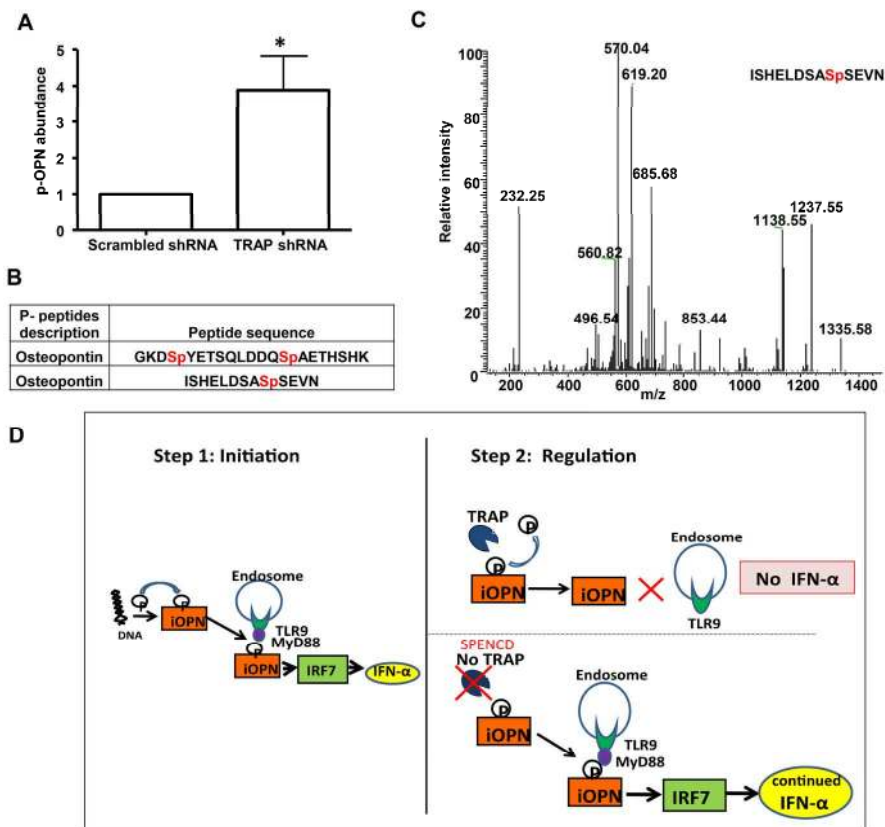 A
p-OPN abundance
5
4
3
2
1
0
*
Scrambled shRNA TRAP shRNA
B
P- peptides description Peptide sequence
Osteopontin GKDSpYETSQLDDQSpAETHSHK
Osteopontin ISHELDSASpSEVN
C
Relative intensity
100
80
60
40
20
0
570.04
619.20
ISHELDSASpSEVN
685.68
232.25
1237.55
1138.55
560.82
496.54
853.44
1335.58
200 400 600 800 1000 1200 1400
m/z
D
Step 1: Initiation
DNA
P
P
iOPN
Endosome
TLR9
MyD88
P
iOPN
IRF7
IFN-α
Step 2: Regulation
TRAP
P
P
iOPN
iOPN
Endosome
TLR9
No IFN-α
SPENCD
No TRAP
P
iOPN
Endosome
TLR9
MyD88
P
iOPN
IRF7
continued
IFN-α